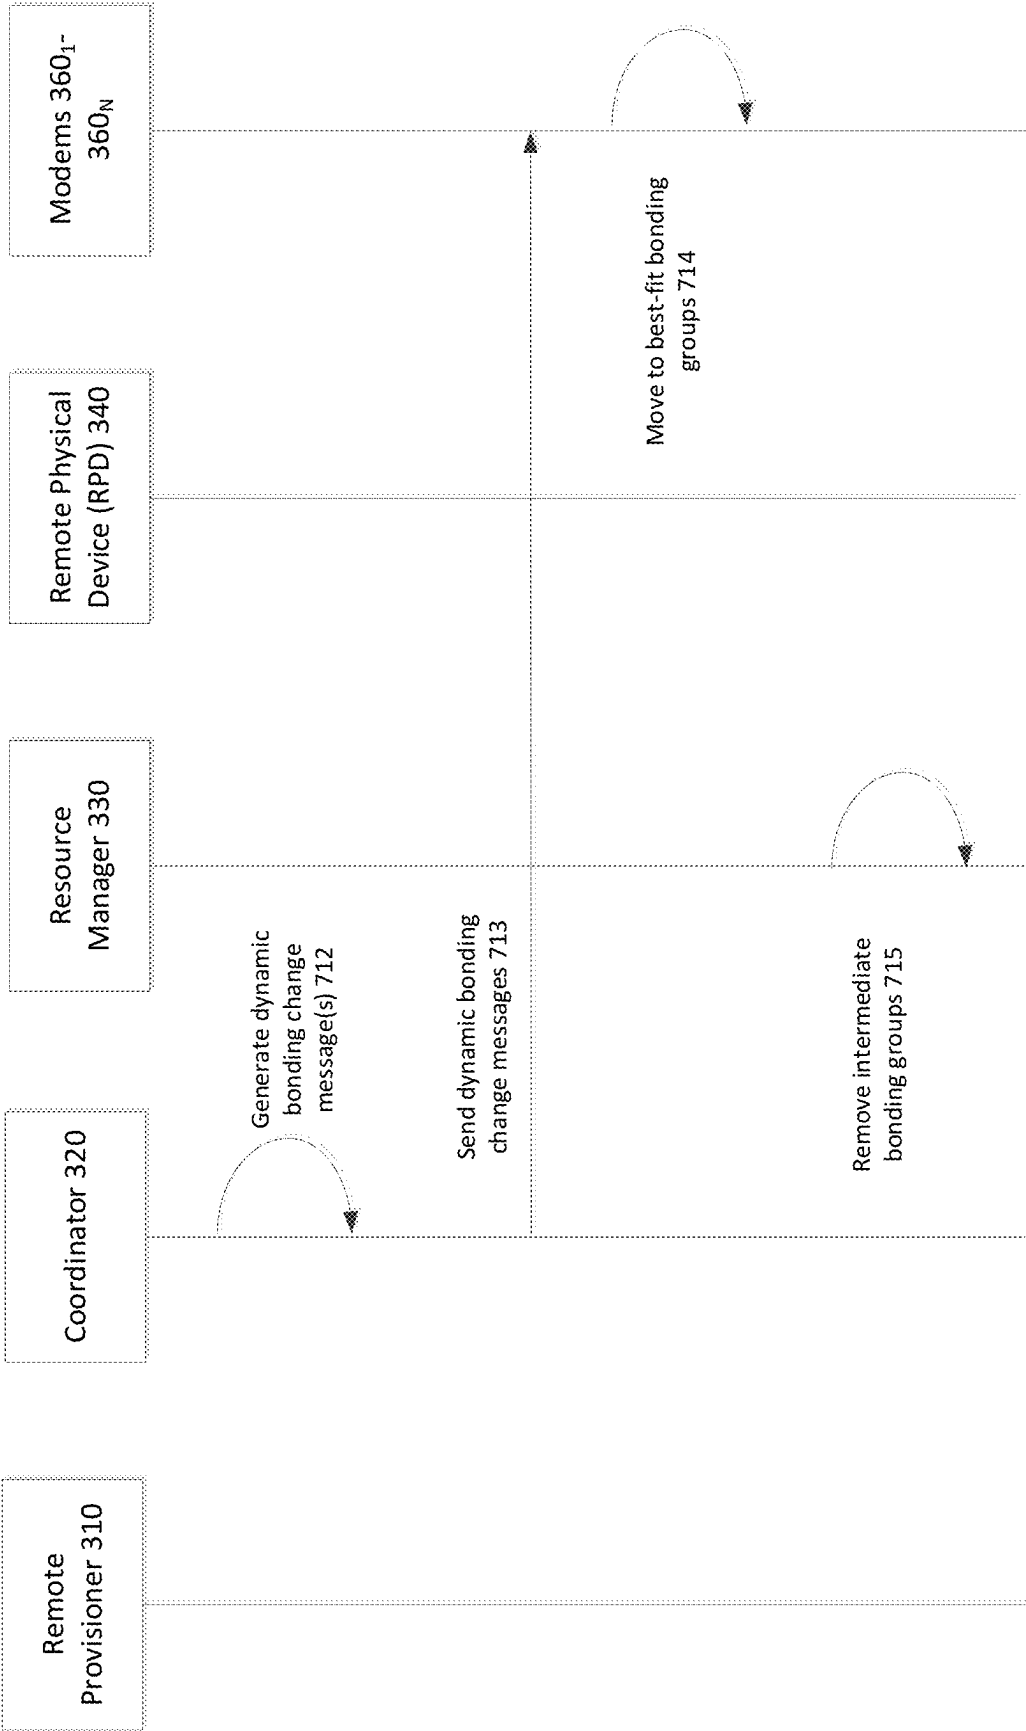 Remote
Provisioner 310
Coordinator 320
Resource
Manager 330
Remote Physical
Device (RPD) 340
Modems 360₁-
360ₙ
Generate dynamic
bonding change
message(s) 712
Send dynamic bonding
change messages 713
Move to best-fit bonding
groups 714
Remove intermediate
bonding groups 715